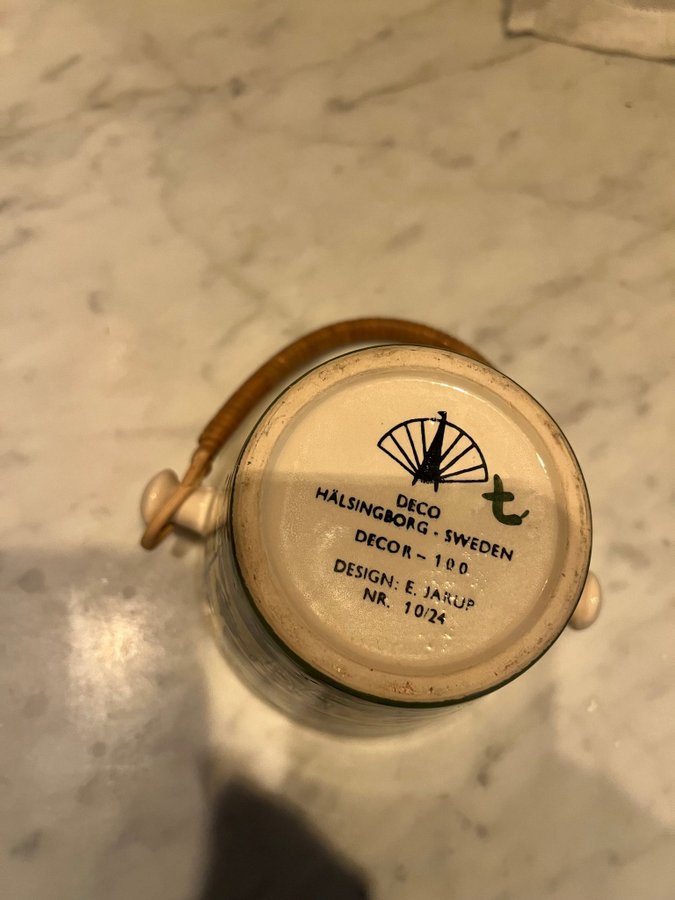 t
DECO
HÄLSINGBORG - SWEDEN
DECOR - 100
DESIGN: E. JARUP
NR. 10/24